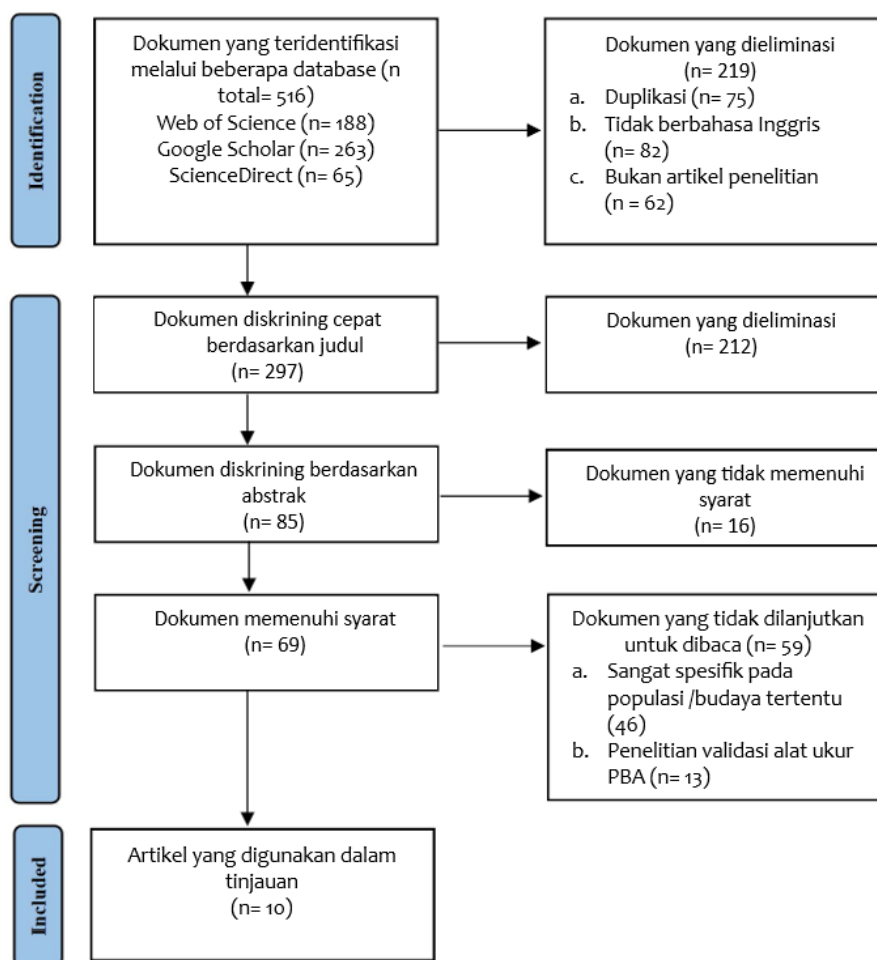 Identification
Dokumen yang teridentifikasi
melalui beberapa database (n
total= 516)
Web of Science (n= 188)
Google Scholar (n= 263)
ScienceDirect (n= 65)
Dokumen yang dieliminasi
(n= 219)
a. Duplikasi (n= 75)
b. Tidak berbahasa Inggris
(n= 82)
c. Bukan artikel penelitian
(n = 62)
Screening
Dokumen diskrining cepat
berdasarkan judul
(n= 297)
Dokumen yang dieliminasi
(n= 212)
Dokumen diskrining berdasarkan
abstrak
(n= 85)
Dokumen yang tidak memenuhi
syarat
(n= 16)
Dokumen memenuhi syarat
(n= 69)
Dokumen yang tidak dilanjutkan
untuk dibaca (n= 59)
a. Sangat spesifik pada
populasi /budaya tertentu
(46)
b. Penelitian validasi alat ukur
PBA (n= 13)
Included
Artikel yang digunakan dalam
tinjauan
(n= 10)